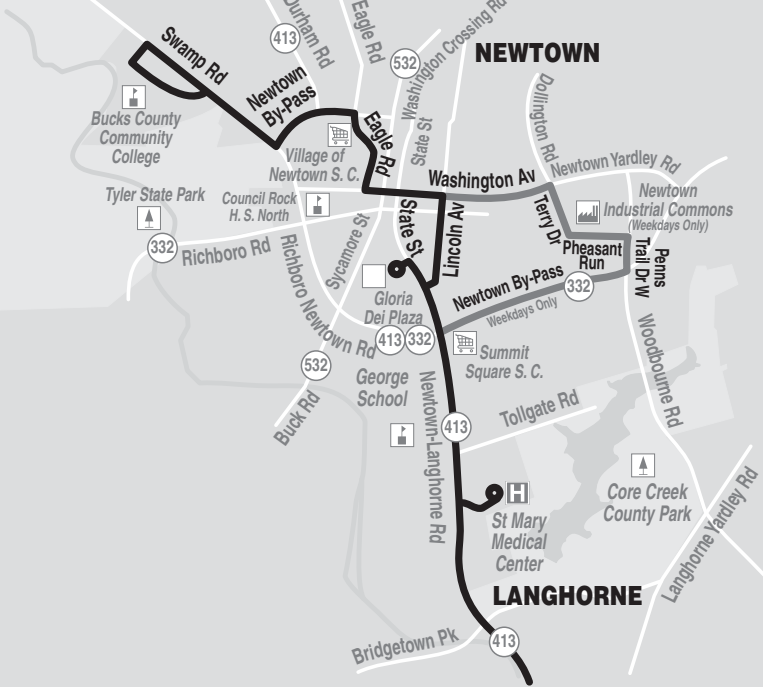 413
Durham Rd
Eagle Rd
532
Washington Crossing Rd
NEWTOWN
Swamp Rd
Newtown
By-Pass
Bucks County
Community
College
Eagle Rd
State St
Dollington Rd
Village of
Newtown S. C.
Washington Av
Newtown Yardley Rd
Tyler State Park
Council Rock
H. S. North
Newtown
Industrial Commons
(Weekdays Only)
332
Richboro Rd
Sycamore St
State St
Lincoln Av
Terry Dr
Pheasant
Run
Penns
Trail Dr W
Richboro Newtown Rd
Gloria
Dei Plaza
Newtown By-Pass
332
Weekdays Only
413
332
Summit
Square S. C.
Woodbourne Rd
532
Buck Rd
George
School
Newtown-Langhorne Rd
413
Tollgate Rd
H
St Mary
Medical
Center
Core Creek
County Park
Langhorne Yardley Rd
LANGHORNE
Bridgetown Pk
413